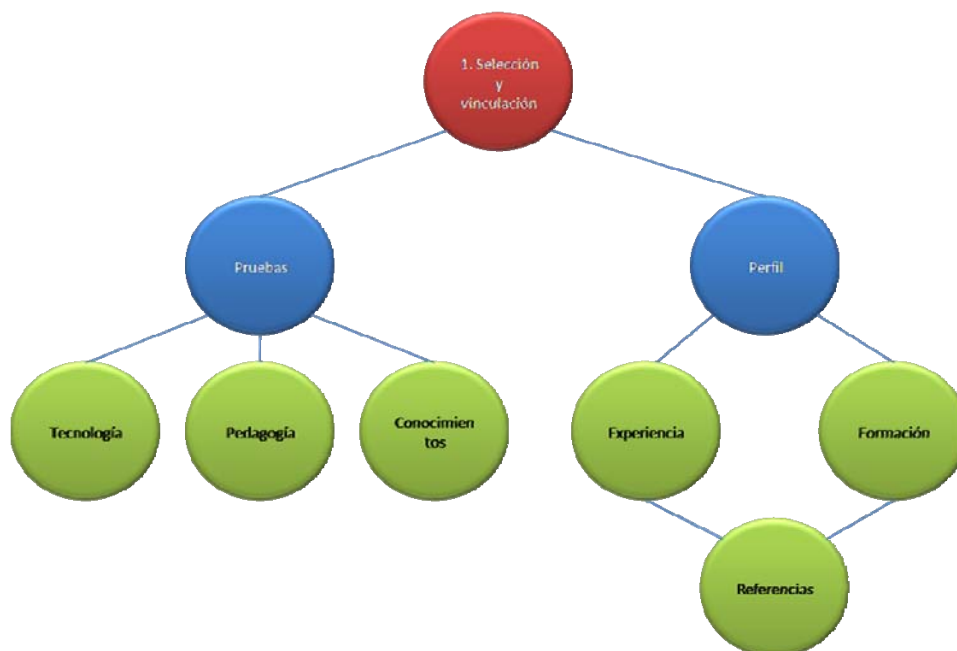 1. Selección
y
vinculación
Pruebas
Perfil
Tecnología
Pedagogía
Conocimien
tos
Experiencia
Formación
Referencias